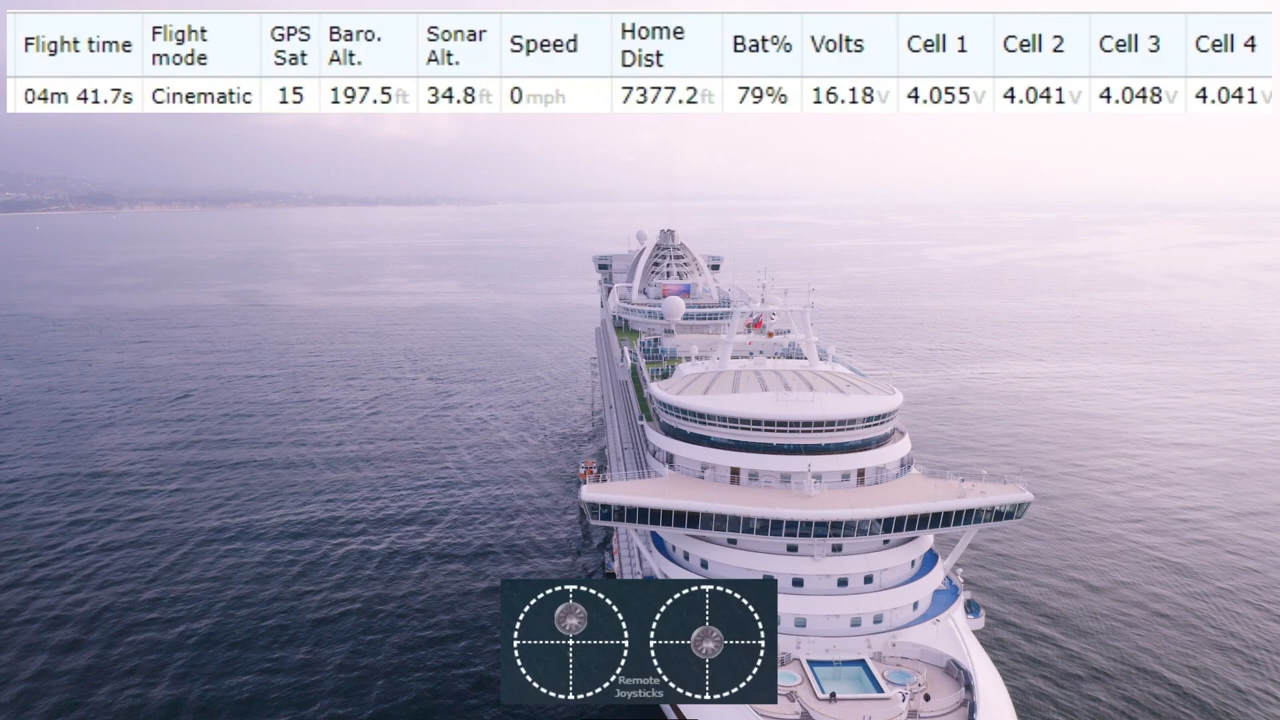 Flight time Flight mode GPS Sat Baro. Alt. Sonar Alt. Speed Home Dist Bat% Volts Cell 1 Cell 2 Cell 3 Cell 4
04m 41.7s Cinematic 15 197.5ft 34.8ft 0mph 7377.2ft 79% 16.18V 4.055V 4.041V 4.048V 4.041V
Remote
Joysticks